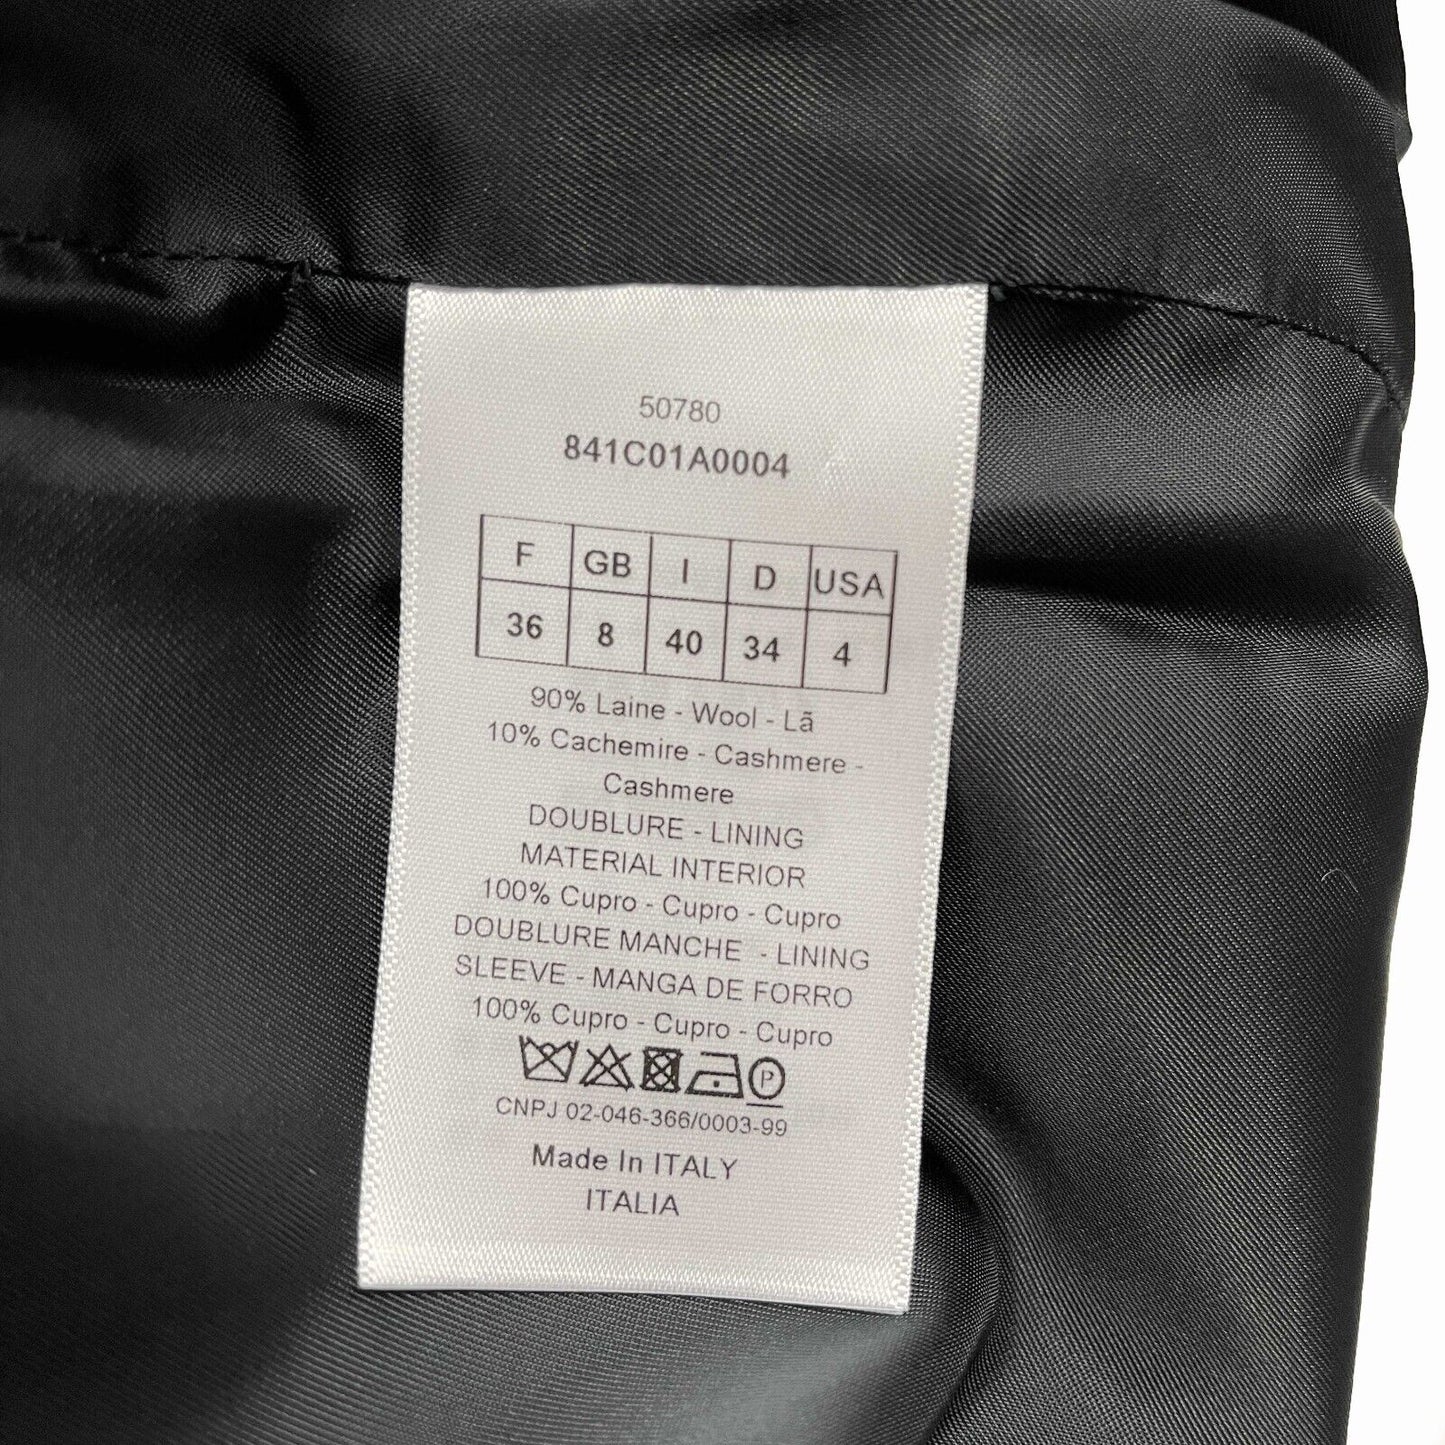 50780
841C01A0004
F GB I D USA
36 8 40 34 4
90% Laine - Wool - Lã
10% Cachemire - Cashmere -
Cashmere
DOUBLURE - LINING
MATERIAL INTERIOR
100% Cupro - Cupro - Cupro
DOUBLURE MANCHE - LINING
SLEEVE - MANGA DE FORRO
100% Cupro - Cupro - Cupro
P
CNPJ 02-046-366/0003-99
Made In ITALY
ITALIA